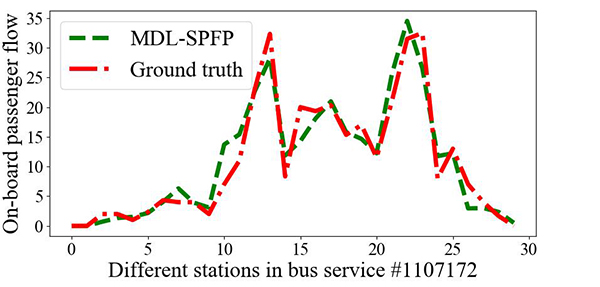 On-board passenger flow
35
30
25
20
15
10
5
0
MDL-SPFP
Ground truth
0 5 10 15 20 25 30
Different stations in bus service #1107172